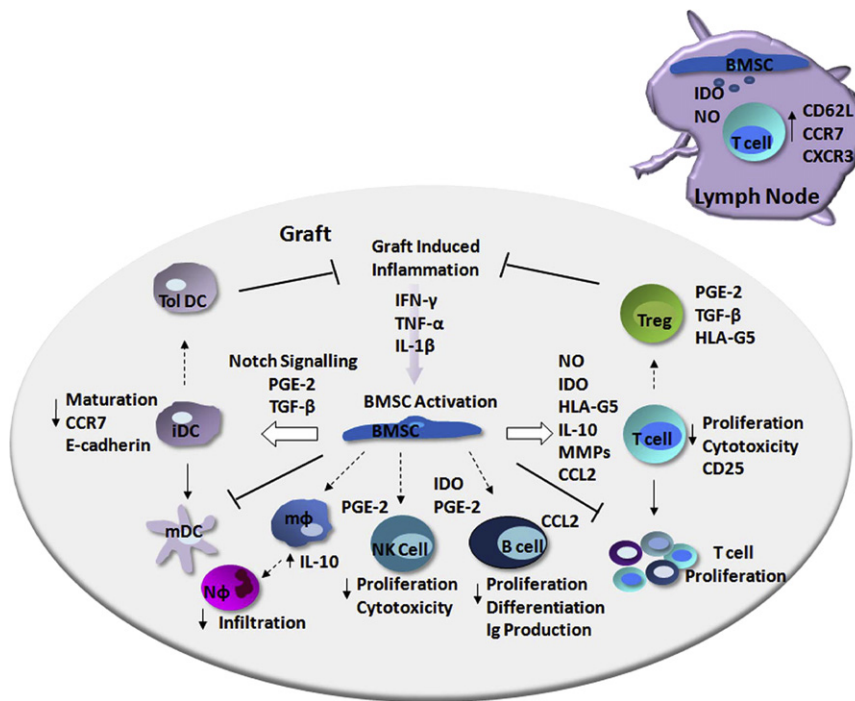 BMSC
IDO
NO
T cell
CD62L
CCR7
CXCR3
Lymph Node
Graft
Graft Induced
Inflammation
IFN-γ
TNF-α
IL-1β
Tol DC
Notch Signalling
PGE-2
TGF-β
Maturation
CCR7
E-cadherin
iDC
mDC
BMSC Activation
BMSC
NO
IDO
HLA-G5
IL-10
MMPs
CCL2
Treg
PGE-2
TGF-β
HLA-G5
T cell
Proliferation
Cytotoxicity
CD25
mϕ
IL-10
Nϕ
Infiltration
PGE-2
NK Cell
Proliferation
Cytotoxicity
IDO
PGE-2
B cell
CCL2
Proliferation
Differentiation
Ig Production
T cell
Proliferation